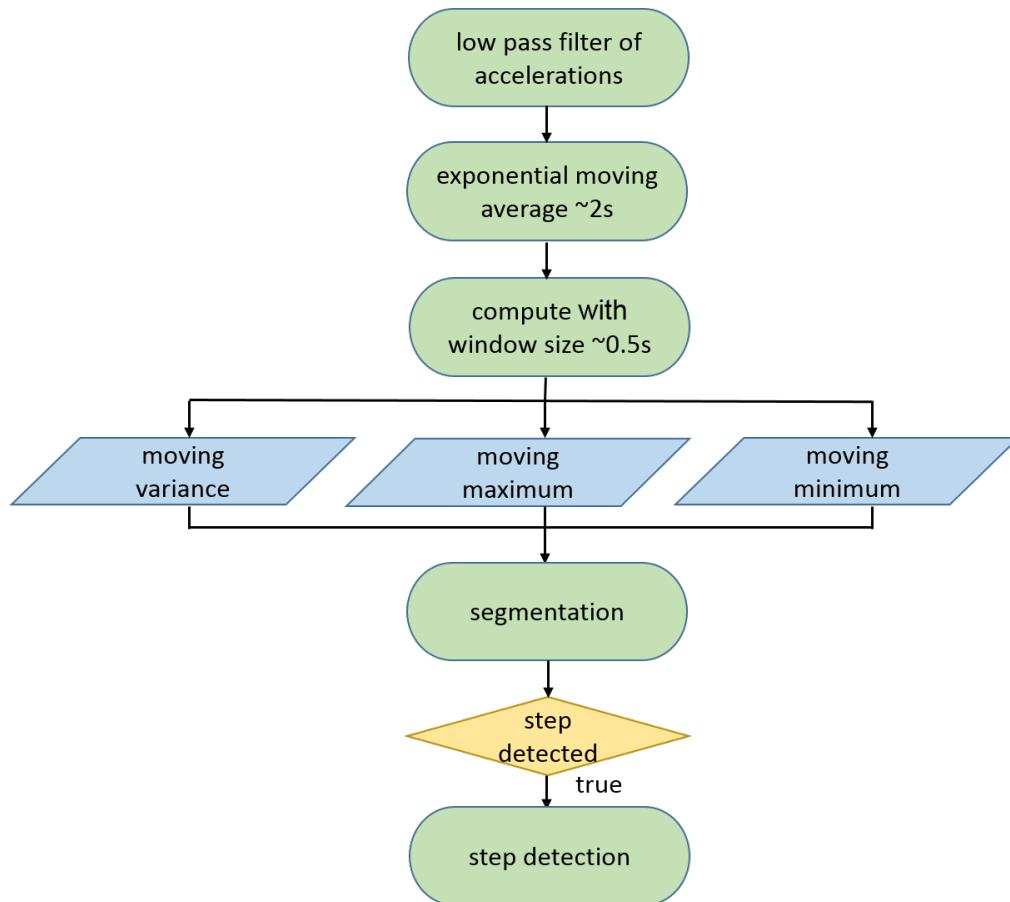 low pass filter of
accelerations
exponential moving
average ~2s
compute with
window size ~0.5s
moving
variance
moving
maximum
moving
minimum
segmentation
step
detected
true
step detection